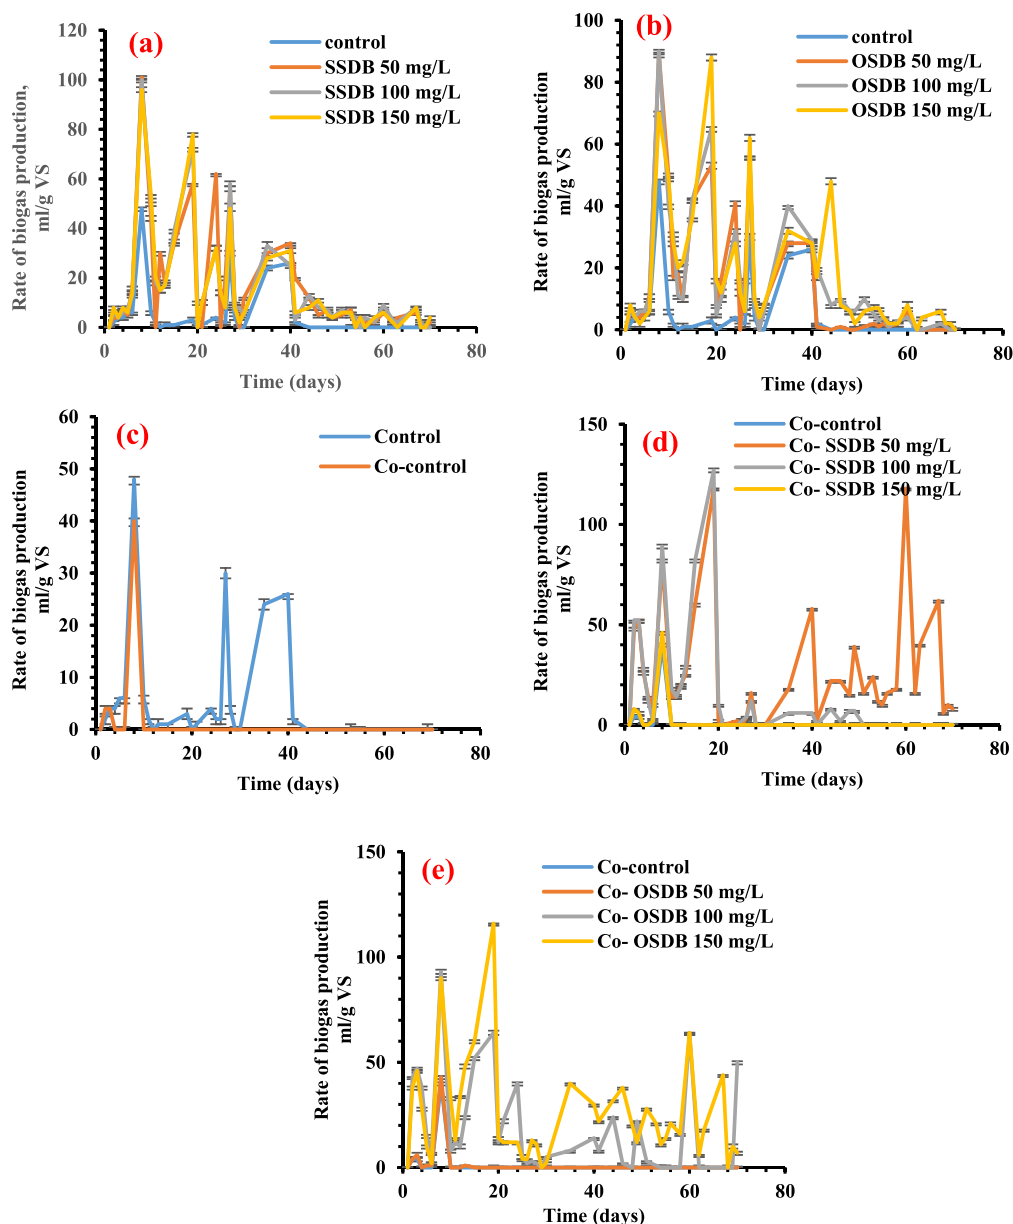 (a)
control
SSDB 50 mg/L
SSDB 100 mg/L
SSDB 150 mg/L
Rate of biogas production,
ml/g VS
120
100
80
60
40
20
0
0 20 40 60 80
Time (days)
(b)
control
OSDB 50 mg/L
OSDB 100 mg/L
OSDB 150 mg/L
Rate of biogas production
ml/g VS
100
80
60
40
20
0
0 20 40 60 80
Time (days)
(c)
Control
Co-control
Rate of biogas production
ml/g VS
60
50
40
30
20
10
0
0 20 40 60 80
Time (days)
(d)
Co-control
Co- SSDB 50 mg/L
Co- SSDB 100 mg/L
Co- SSDB 150 mg/L
Rate of biogas production
ml/g VS
150
100
50
0
0 20 40 60 80
Time (days)
(e)
Co-control
Co- OSDB 50 mg/L
Co- OSDB 100 mg/L
Co- OSDB 150 mg/L
Rate of biogas production
ml/g VS
150
100
50
0
0 20 40 60 80
Time (days)